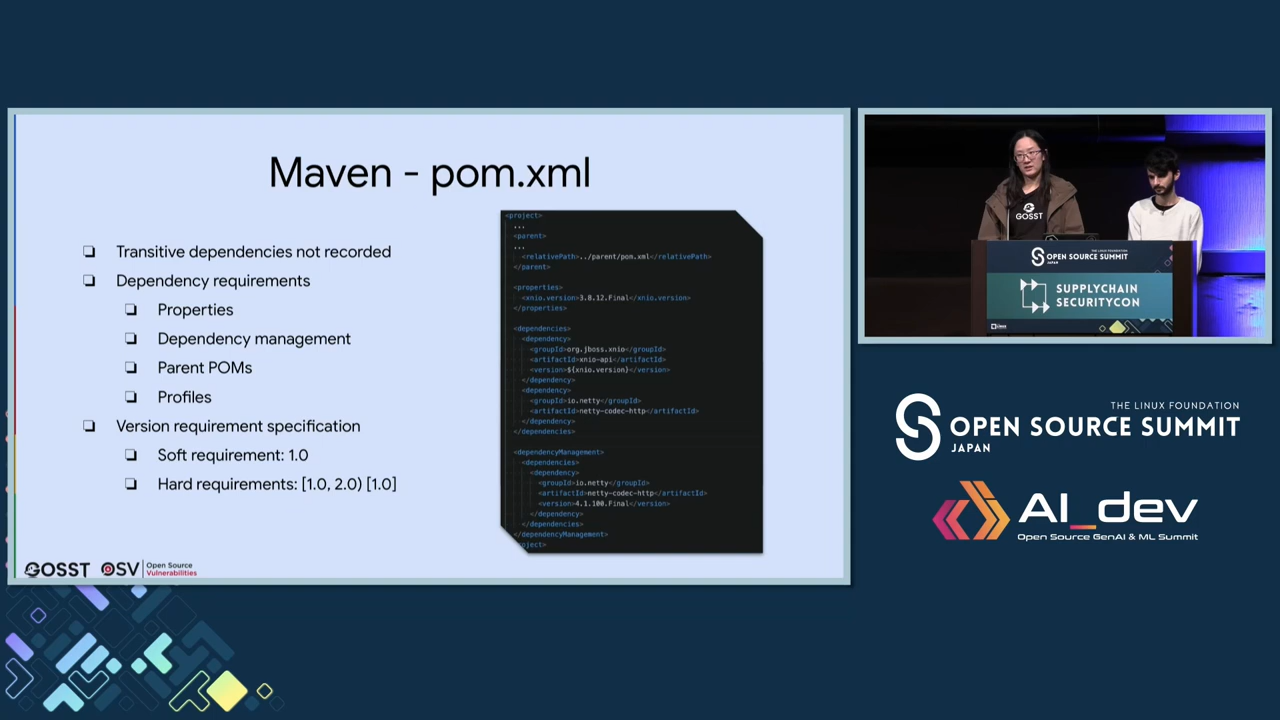 Maven - pom.xml
Transitive dependencies not recorded
Dependency requirements
Properties
Dependency management
Parent POMs
Profiles
Version requirement specification
Soft requirement: 1.0
Hard requirements: [1.0, 2.0) [1.0]
<project>
...
<parent>
...
<relativePath>../parent/pom.xml</relativePath>
</parent>
<properties>
<xnio.version>3.8.12.Final</xnio.version>
</properties>
<dependencies>
<dependency>
<groupId>org.jboss.xnio</groupId>
<artifactId>xnio-api</artifactId>
<version>${xnio.version}</version>
</dependency>
<dependency>
<groupId>io.netty</groupId>
<artifactId>netty-codec-http</artifactId>
</dependency>
</dependencies>
<dependencyManagement>
<dependencies>
<dependency>
<groupId>io.netty</groupId>
<artifactId>netty-codec-http</artifactId>
<version>4.1.100.Final</version>
</dependency>
</dependencies>
</dependencyManagement>
oject>
GOSST OSV Open Source
Vulnerabilities
GOSST
THE LINUX FOUNDATION
OPEN SOURCE SUMMIT
JAPAN
SUPPLYCHAIN
SECURITYCON
THE LINUX FOUNDATION
OPEN SOURCE SUMMIT
JAPAN
AI_dev
Open Source GenAI & ML Summit